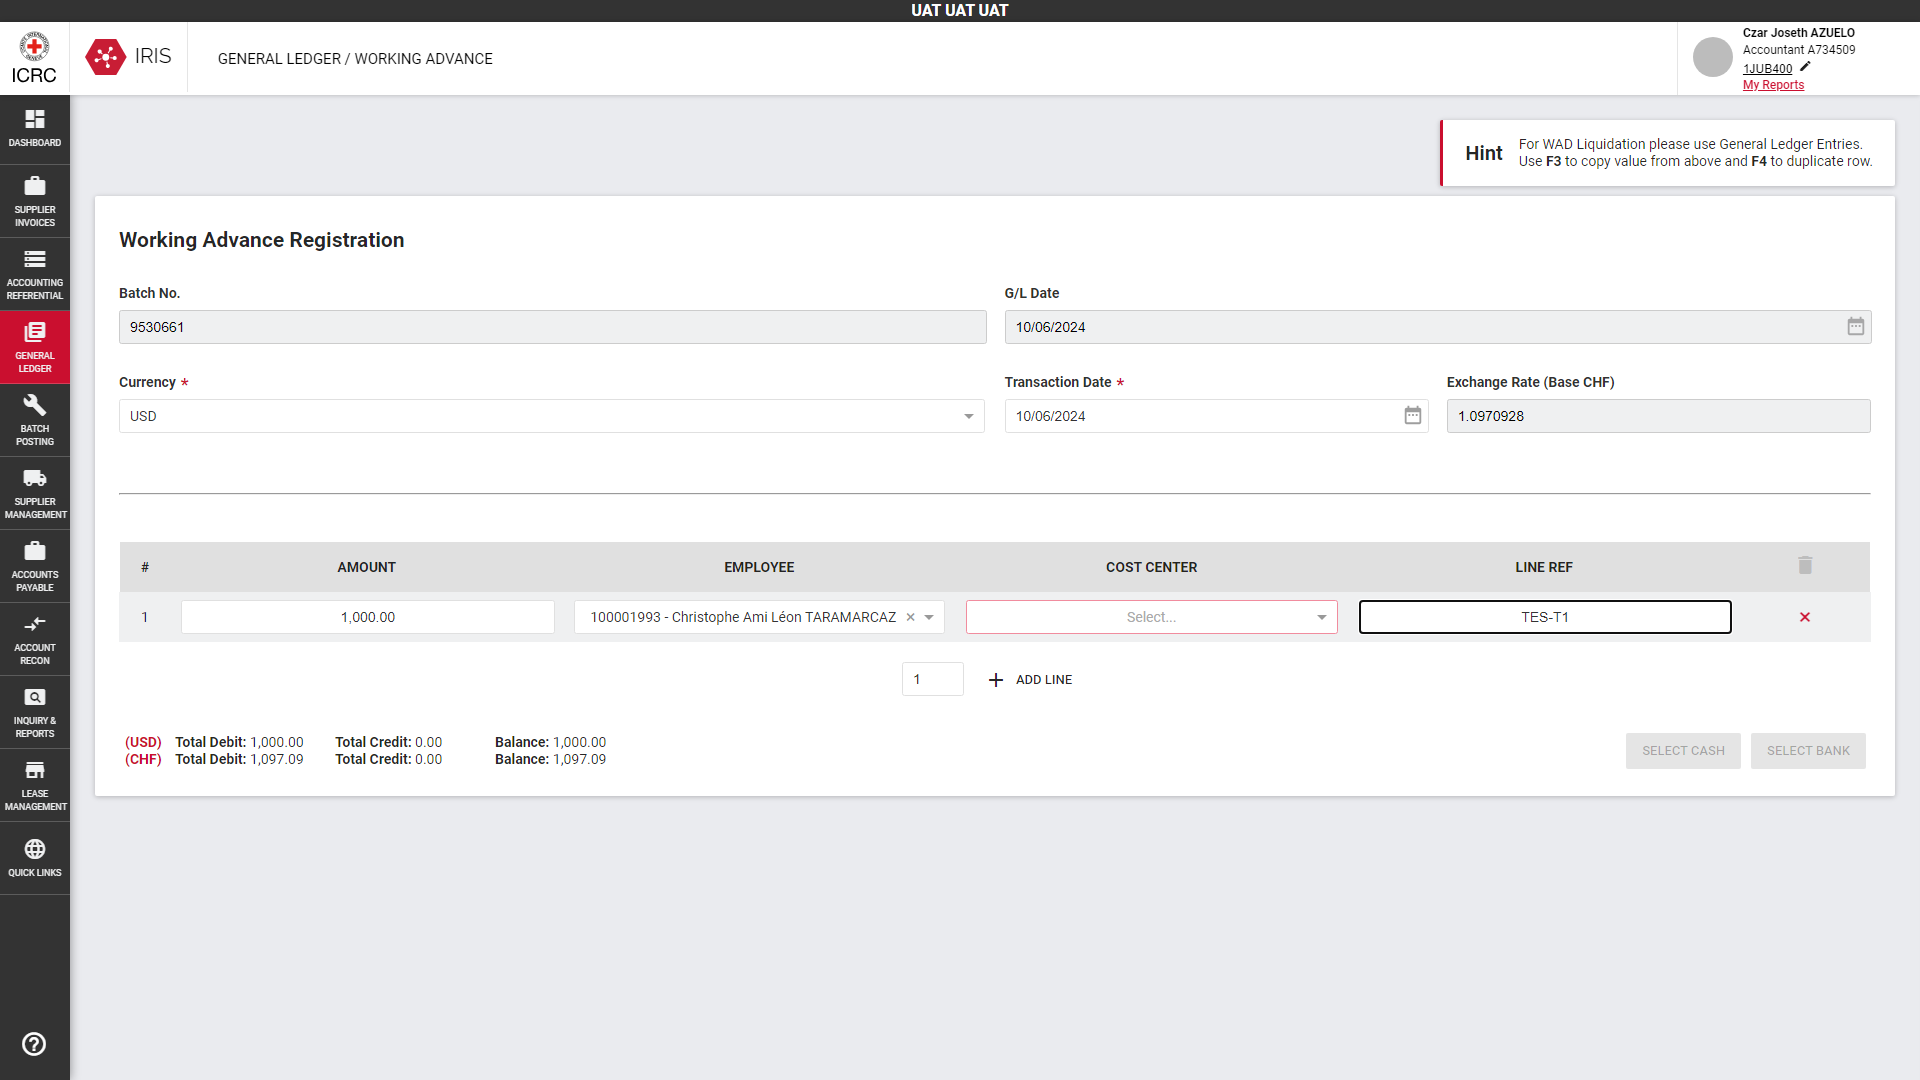 UAT UAT UAT
ICRC
IRIS
GENERAL LEDGER / WORKING ADVANCE
Czar Joseth AZUELO
Accountant A734509
1JUB400
My Reports
DASHBOARD
SUPPLIER
INVOICES
ACCOUNTING
REFERENTIAL
GENERAL
LEDGER
BATCH
POSTING
SUPPLIER
MANAGEMENT
ACCOUNTS
PAYABLE
ACCOUNT
RECON
INQUIRY &
REPORTS
LEASE
MANAGEMENT
QUICK LINKS
Hint
For WAD Liquidation please use General Ledger Entries.
Use F3 to copy value from above and F4 to duplicate row.
Working Advance Registration
Batch No.
9530661
G/L Date
10/06/2024
Currency *
USD
Transaction Date *
10/06/2024
Exchange Rate (Base CHF)
1.0970928
# AMOUNT EMPLOYEE COST CENTER LINE REF
1 1,000.00 100001993 - Christophe Ami Léon TARAMARCAZ × Select... TES-T1 ×
1 + ADD LINE
(USD) Total Debit: 1,000.00 Total Credit: 0.00 Balance: 1,000.00
(CHF) Total Debit: 1,097.09 Total Credit: 0.00 Balance: 1,097.09
SELECT CASH SELECT BANK